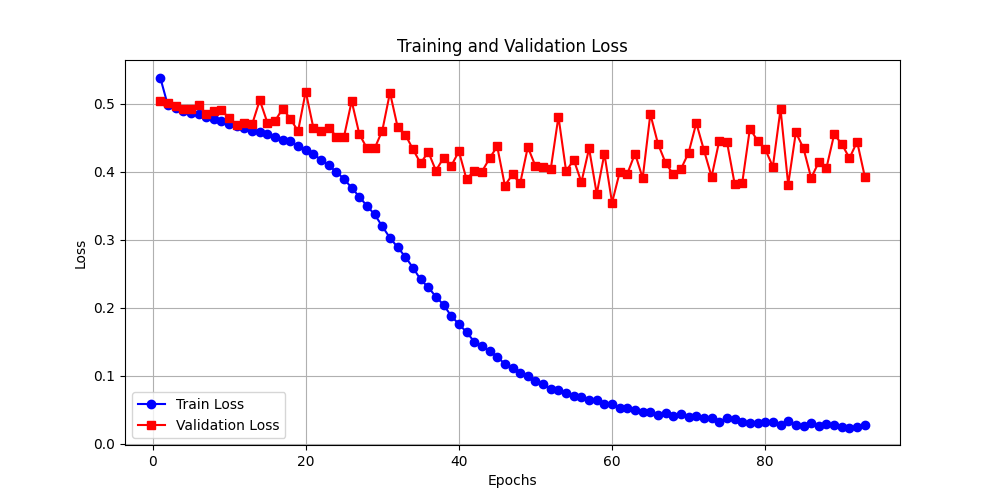 Training and Validation Loss
Loss
0.5
0.4
0.3
0.2
0.1
0.0
Train Loss
Validation Loss
0 20 40 60 80
Epochs